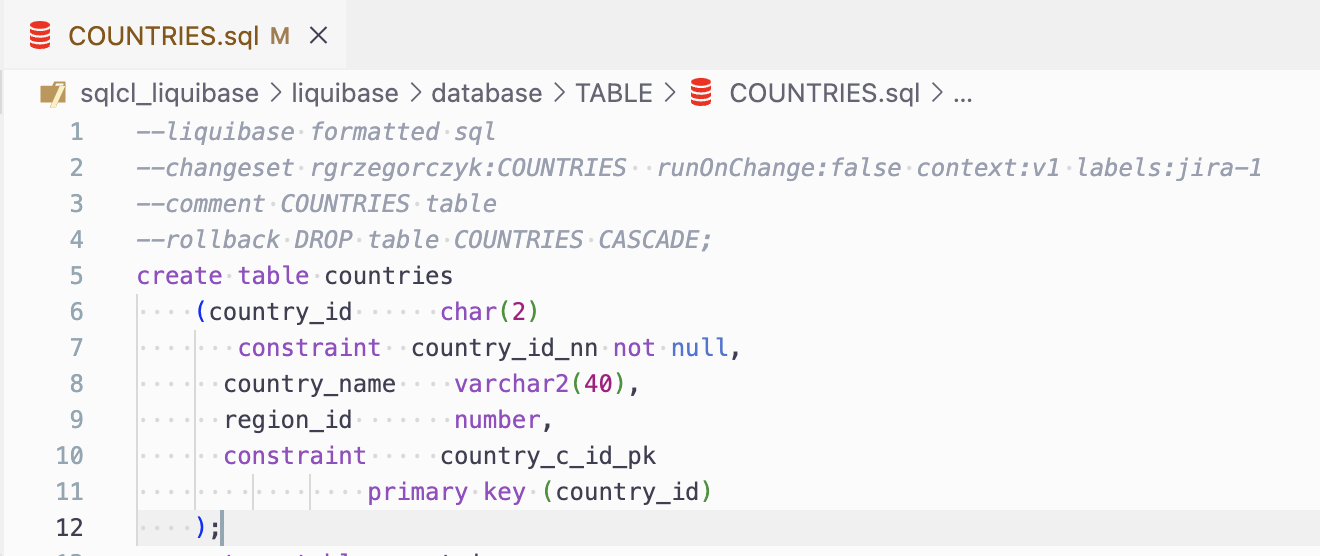 COUNTRIES.sql M
sqlcl_liquibase > liquibase > database > TABLE > COUNTRIES.sql > ...
1 --liquibase formatted sql
2 --changeset rgrzegorczyk:COUNTRIES  runOnChange:false context:v1 labels:jira-1
3 --comment COUNTRIES table
4 --rollback DROP table COUNTRIES CASCADE;
5 create table countries
6     (country_id      char(2)
7        constraint  country_id_nn not null,
8       country_name    varchar2(40),
9       region_id       number,
10       constraint     country_c_id_pk
11                 primary key (country_id)
12     );